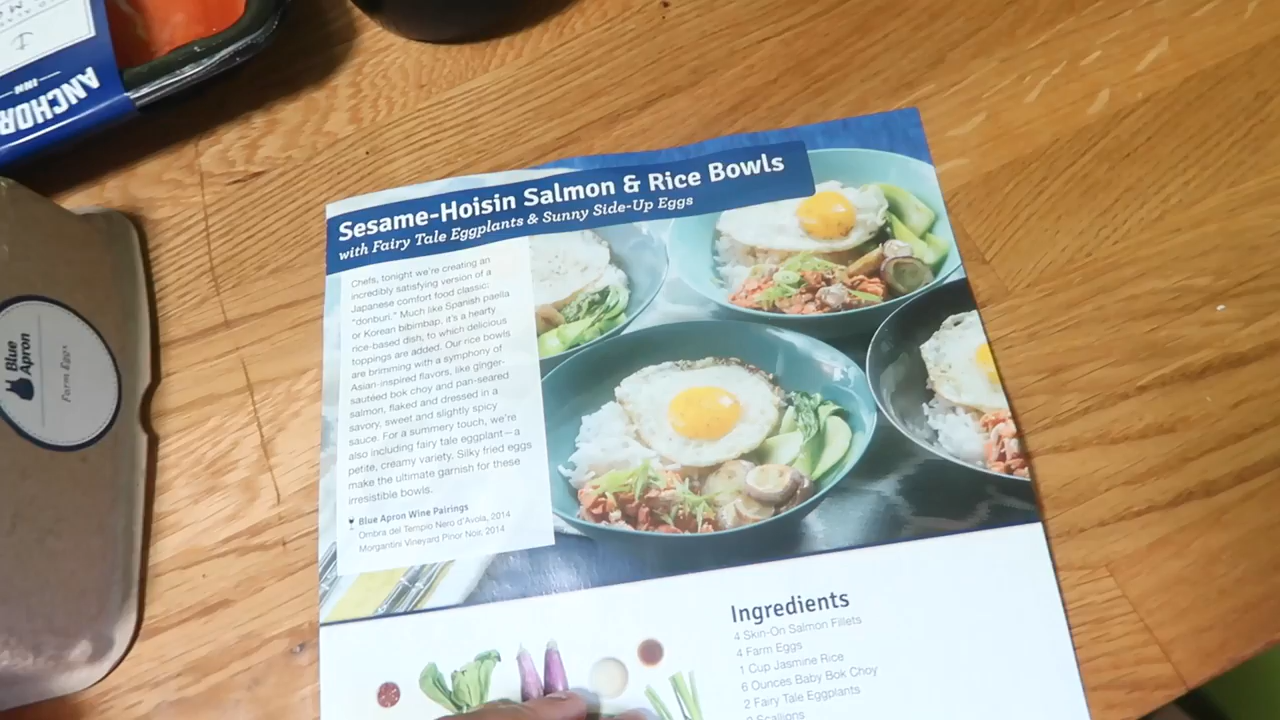 ANCHOR
INN
Blue
Apron
Farm Eggs
Sesame-Hoisin Salmon & Rice Bowls
with Fairy Tale Eggplants & Sunny Side-Up Eggs
Chefs, tonight we're creating an
incredibly satisfying version of a
Japanese comfort food classic:
"donburi." Much like Spanish paella
or Korean bibimbap, it's a hearty
rice-based dish, to which delicious
toppings are added. Our rice bowls
are brimming with a symphony of
Asian-inspired flavors, like ginger-
sautéed bok choy and pan-seared
salmon, flaked and dressed in a
savory, sweet and slightly spicy
sauce. For a summery touch, we're
also including fairy tale eggplant—a
petite, creamy variety. Silky fried eggs
make the ultimate garnish for these
irresistible bowls.
Blue Apron Wine Pairings
Ombra del Tempio Nero d'Avola, 2014
Morgantini Vineyard Pinor Noir, 2014
Ingredients
4 Skin-On Salmon Fillets
4 Farm Eggs
1 Cup Jasmine Rice
6 Ounces Baby Bok Choy
2 Fairy Tale Eggplants
Scallions